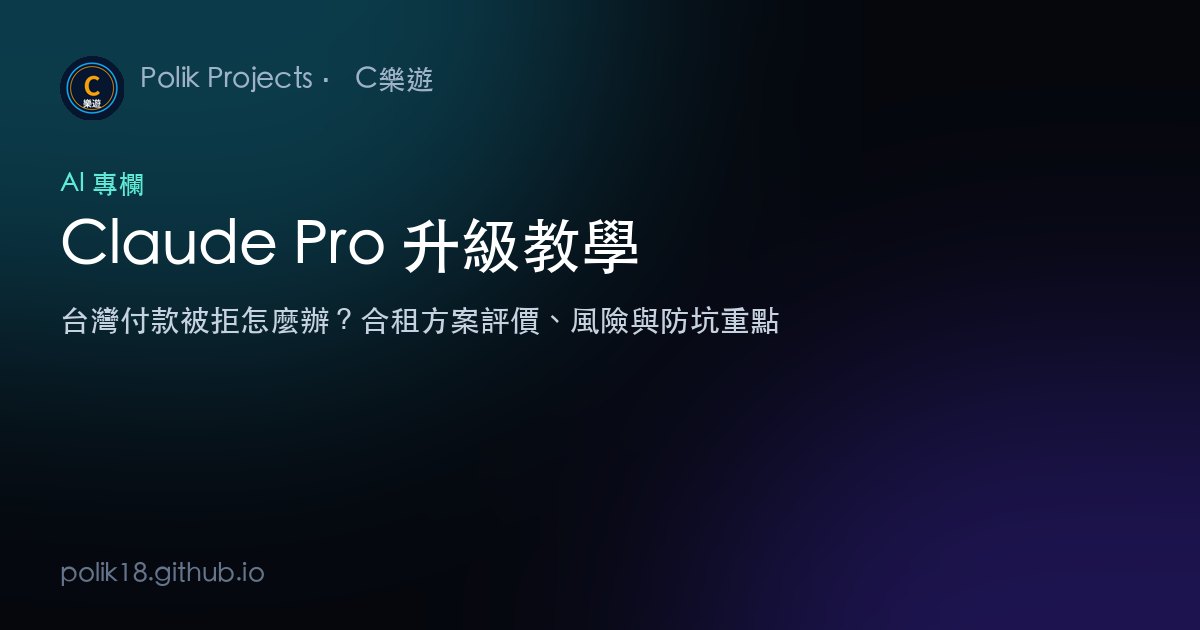 C
樂遊
Polik Projects · C樂遊
AI 專欄
Claude Pro 升級教學
台灣付款被拒怎麼辦？合租方案評價、風險與防坑重點
polik18.github.io